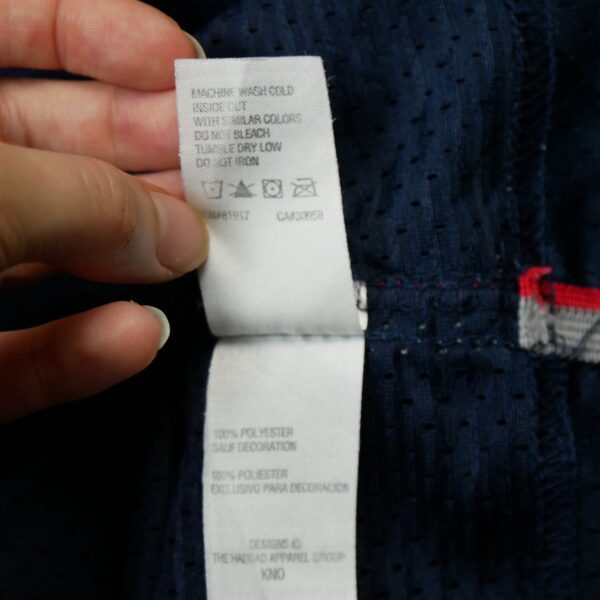 MACHINE WASH COLD
INSIDE OUT
WITH SIMILAR COLORS
DO NOT BLEACH
TUMBLE DRY LOW
DO NOT IRON
CA#30958
100% POLYESTER
SAUF DECORATION
100% POLIESTER
EXCLUSIVO PARA DECORACION
DESIGNS ©
THE HADDAD APPAREL GROUP
KNO